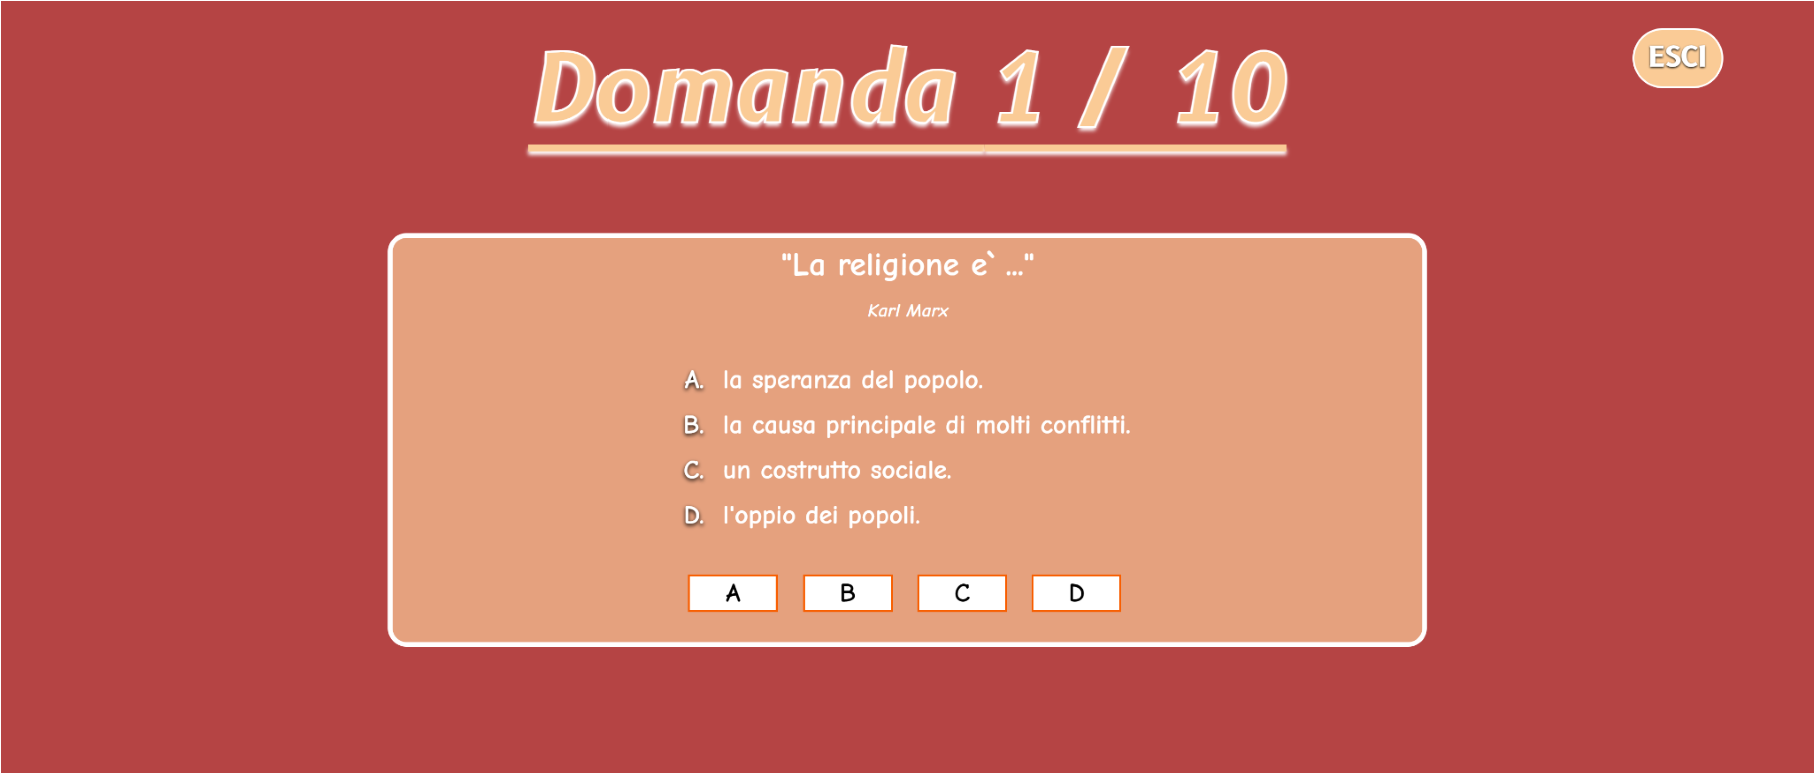 Domanda 1 / 10
ESCI
"La religione e` ..."
Karl Marx
A. la speranza del popolo.
B. la causa principale di molti conflitti.
C. un costrutto sociale.
D. l'oppio dei popoli.
A B C D